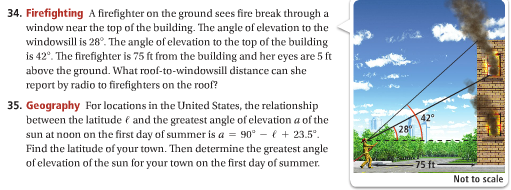 34. Firefighting A firefighter on the ground sees fire break through a
window near the top of the building. The angle of elevation to the
windowsill is 28°. The angle of elevation to the top of the building
is 42°. The firefighter is 75 ft from the building and her eyes are 5 ft
above the ground. What roof-to-windowsill distance can she
report by radio to firefighters on the roof?
35. Geography For locations in the United States, the relationship
between the latitude ℓ and the greatest angle of elevation a of the
sun at noon on the first day of summer is a = 90° − ℓ + 23.5°.
Find the latitude of your town. Then determine the greatest angle
of elevation of the sun for your town on the first day of summer.
42°
28°
75 ft
Not to scale